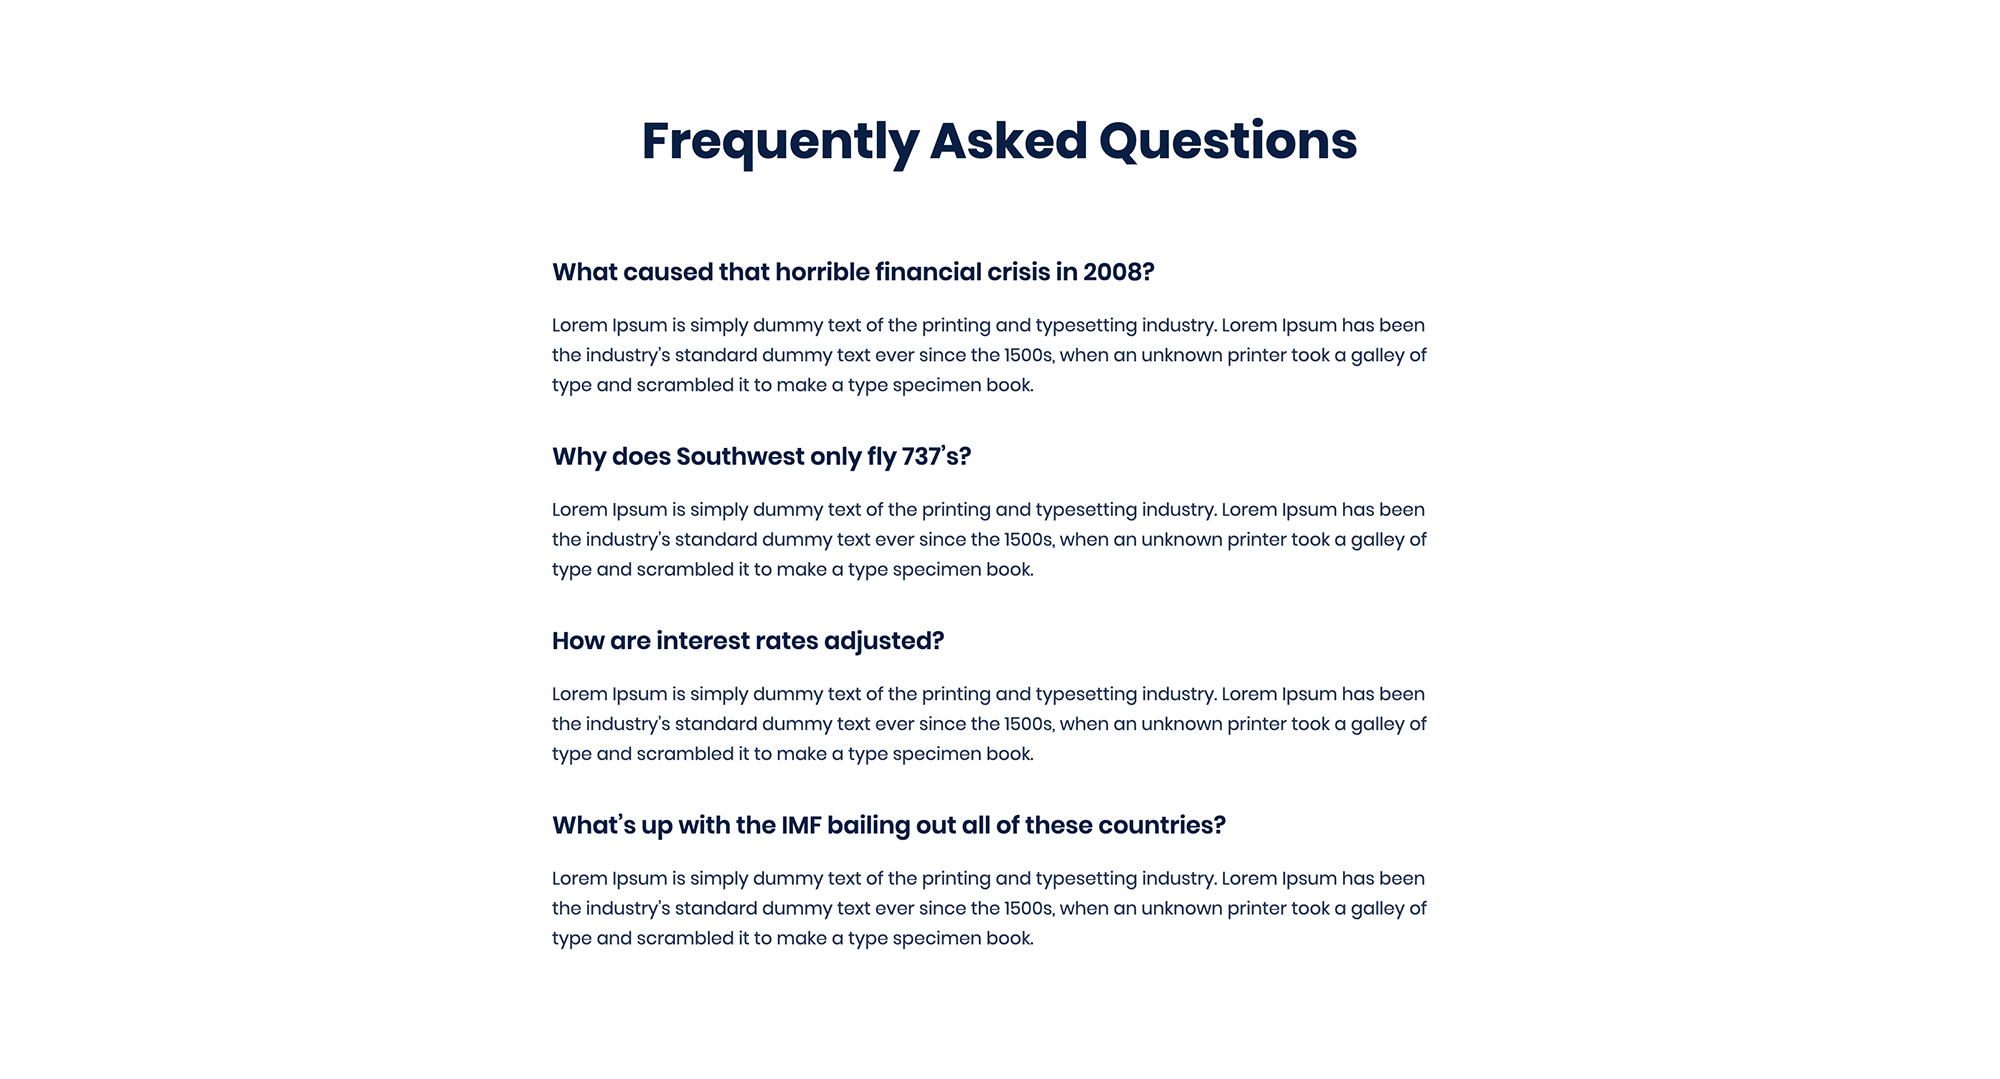 Frequently Asked Questions
What caused that horrible financial crisis in 2008?
Lorem Ipsum is simply dummy text of the printing and typesetting industry. Lorem Ipsum has been
the industry’s standard dummy text ever since the 1500s, when an unknown printer took a galley of
type and scrambled it to make a type specimen book.
Why does Southwest only fly 737’s?
Lorem Ipsum is simply dummy text of the printing and typesetting industry. Lorem Ipsum has been
the industry’s standard dummy text ever since the 1500s, when an unknown printer took a galley of
type and scrambled it to make a type specimen book.
How are interest rates adjusted?
Lorem Ipsum is simply dummy text of the printing and typesetting industry. Lorem Ipsum has been
the industry’s standard dummy text ever since the 1500s, when an unknown printer took a galley of
type and scrambled it to make a type specimen book.
What’s up with the IMF bailing out all of these countries?
Lorem Ipsum is simply dummy text of the printing and typesetting industry. Lorem Ipsum has been
the industry’s standard dummy text ever since the 1500s, when an unknown printer took a galley of
type and scrambled it to make a type specimen book.